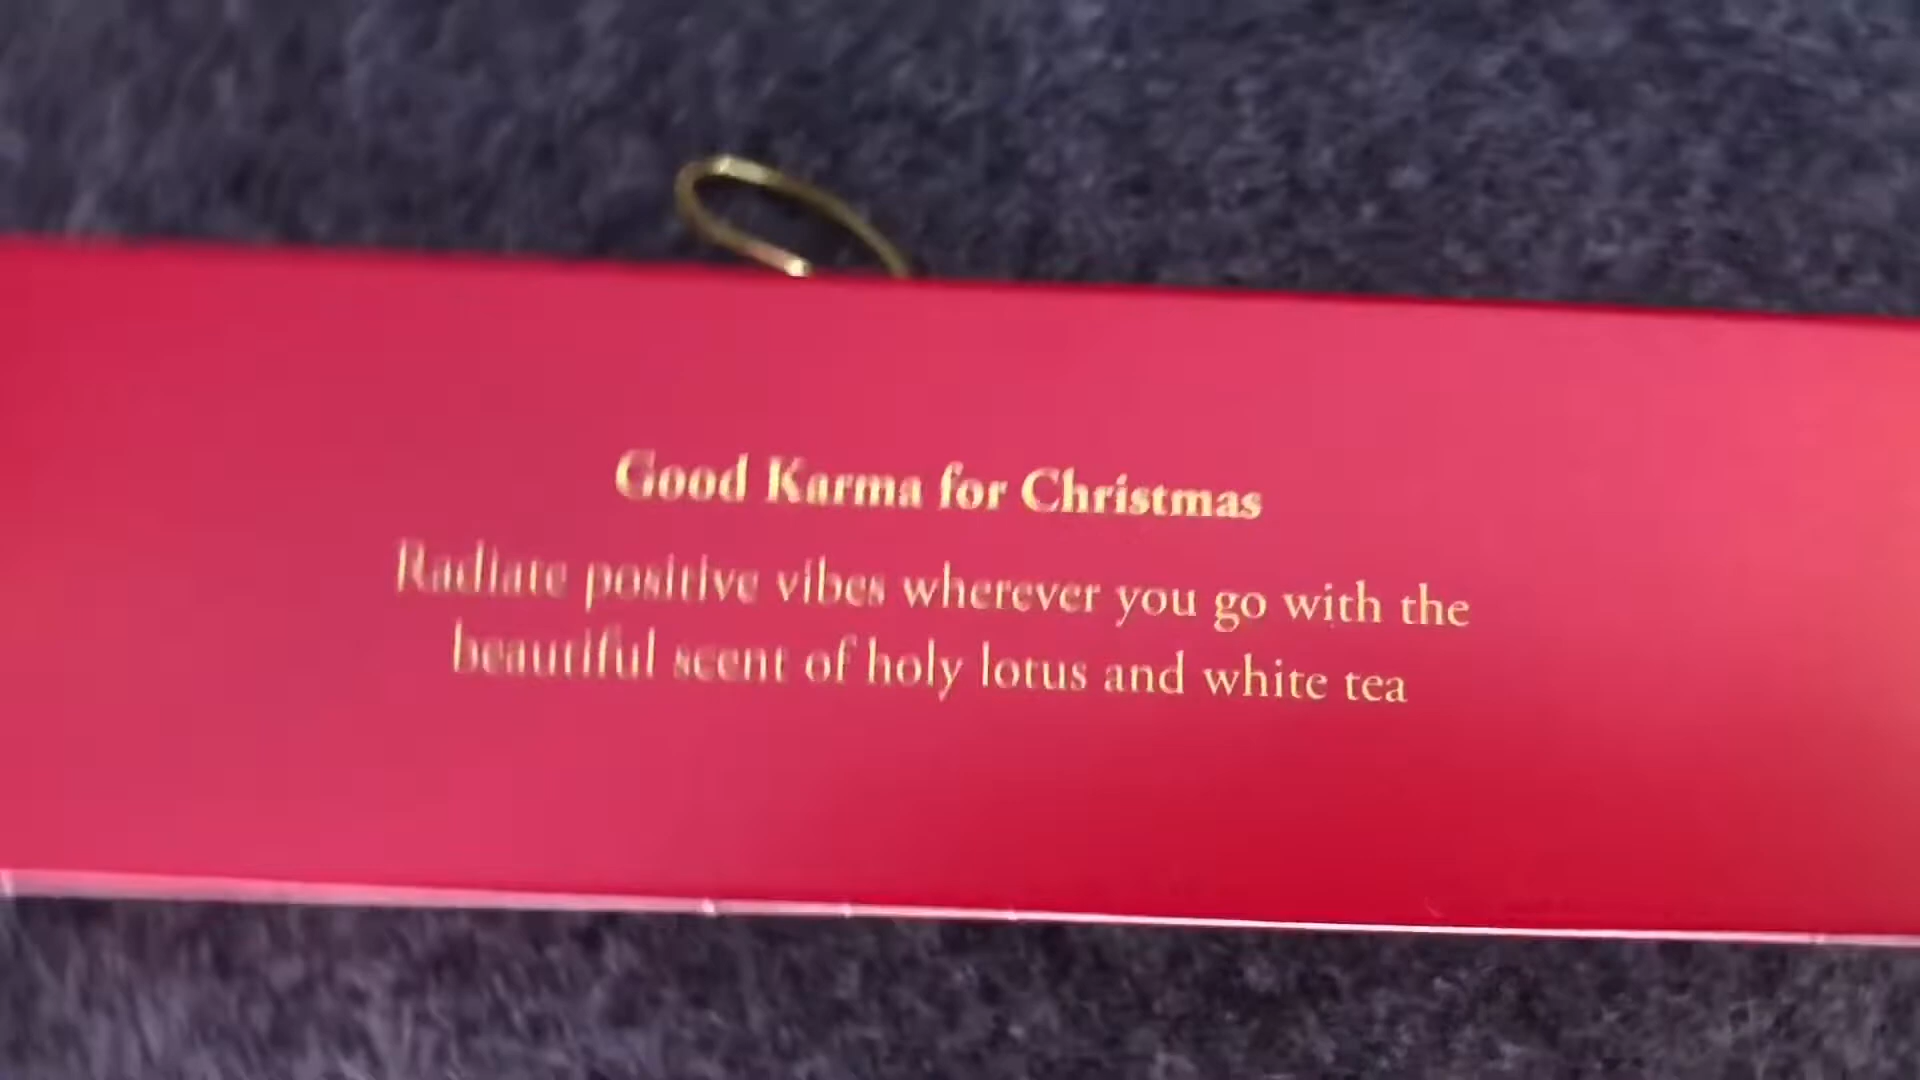 Good Karma for Christmas
Radiate positive vibes wherever you go with the
beautiful scent of holy lotus and white tea